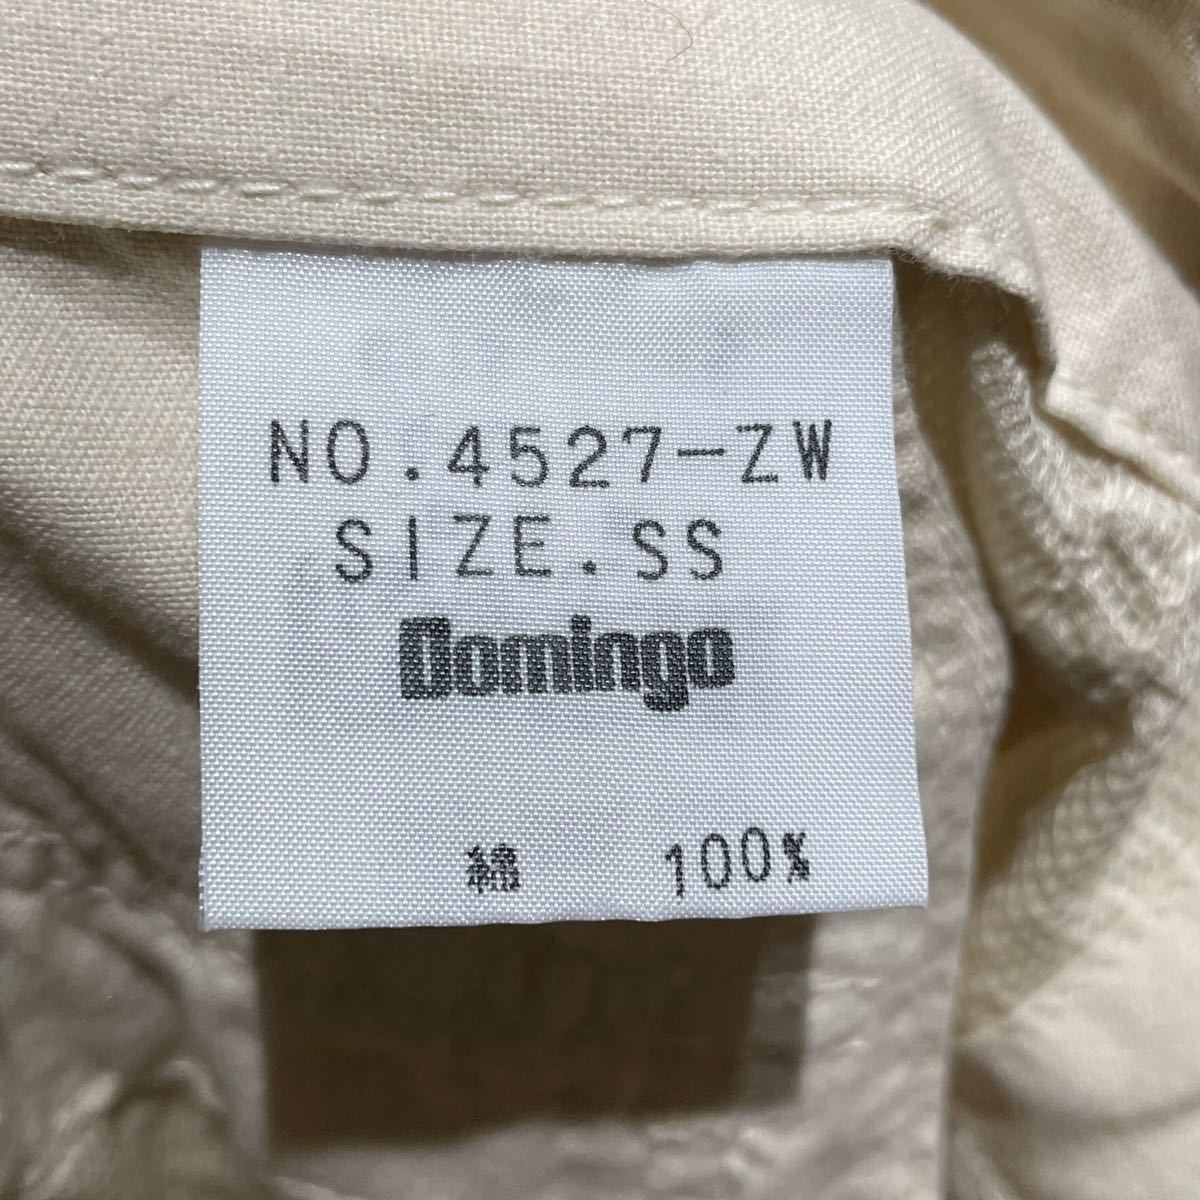 NO.4527-ZW
SIZE.SS
Domingo
綿 100%